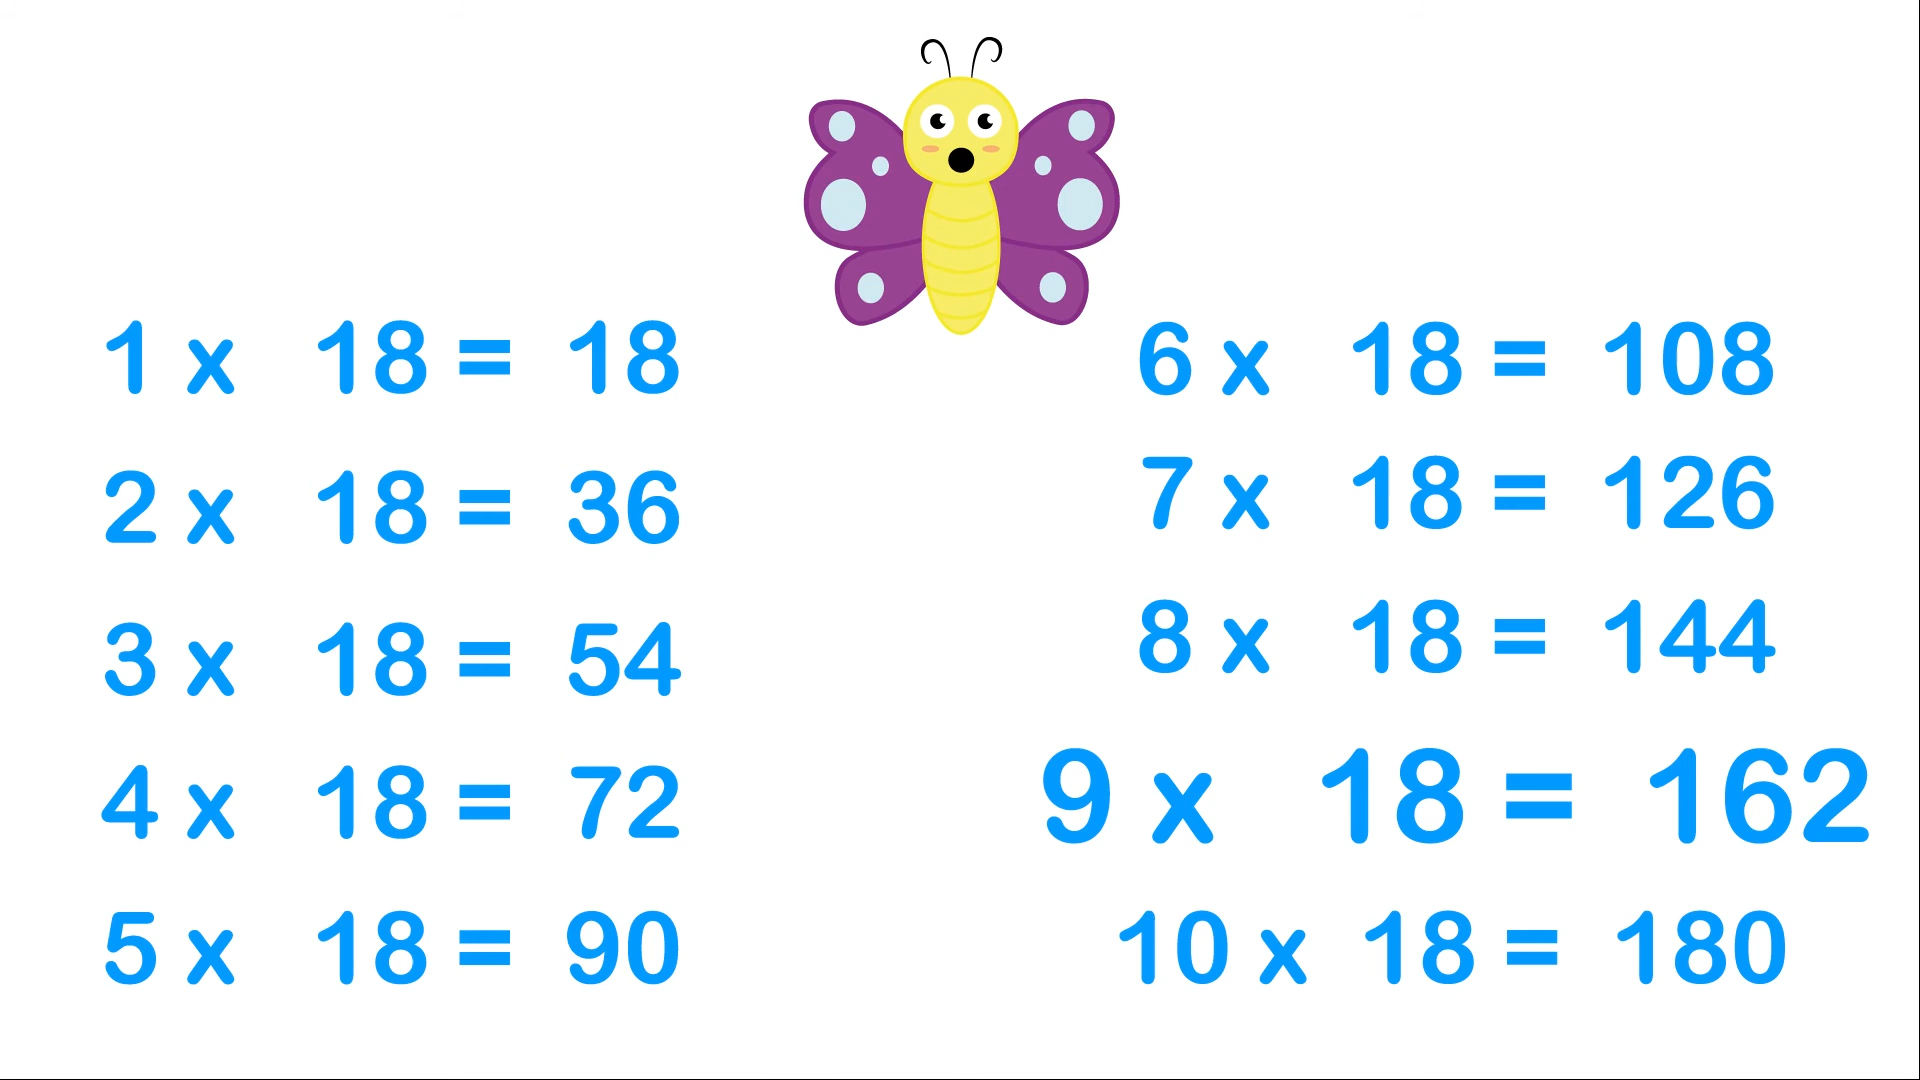 1 x 18 = 18
2 x 18 = 36
3 x 18 = 54
4 x 18 = 72
5 x 18 = 90
6 x 18 = 108
7 x 18 = 126
8 x 18 = 144
9 x 18 = 162
10 x 18 = 180